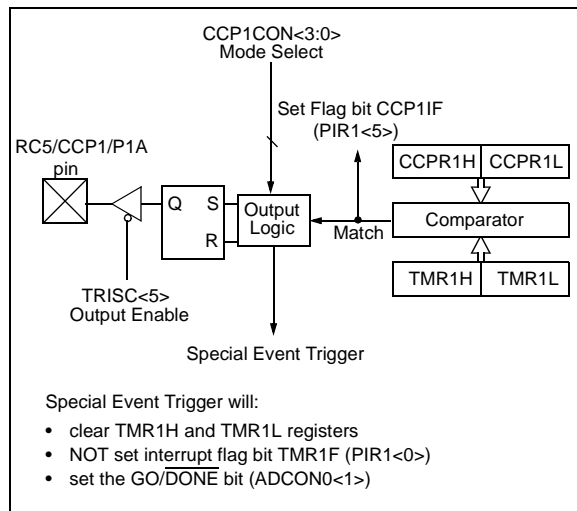 CCP1CON<3:0>
Mode Select
Set Flag bit CCP1IF
(PIR1<5>)
RC5/CCP1/P1A
pin
CCPR1H CCPR1L
Q S Output
Logic
R
Match
Comparator
TRISC<5>
Output Enable
TMR1H TMR1L
Special Event Trigger
Special Event Trigger will:
• clear TMR1H and TMR1L registers
• NOT set interrupt flag bit TMR1F (PIR1<0>)
• set the GO/DONE bit (ADCON0<1>)